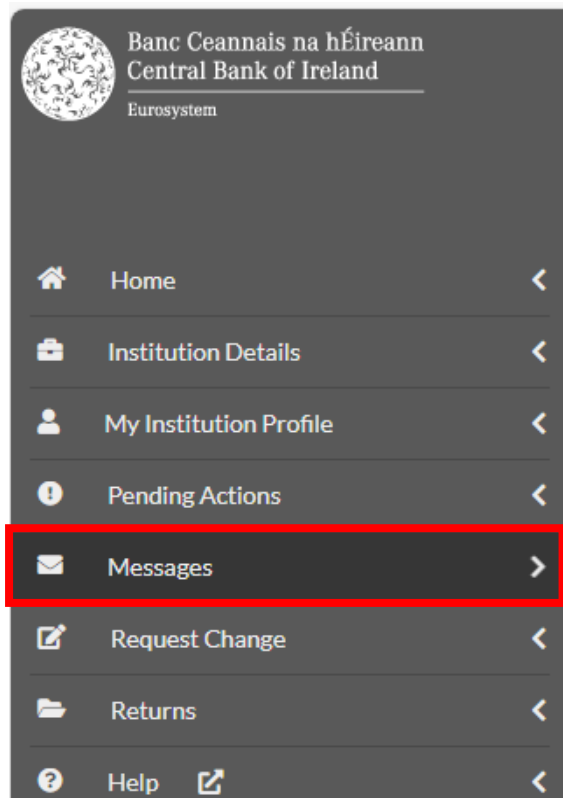 Banc Ceannais na hÉireann
Central Bank of Ireland
Eurosystem
Home
Institution Details
My Institution Profile
Pending Actions
Messages
Request Change
Returns
Help